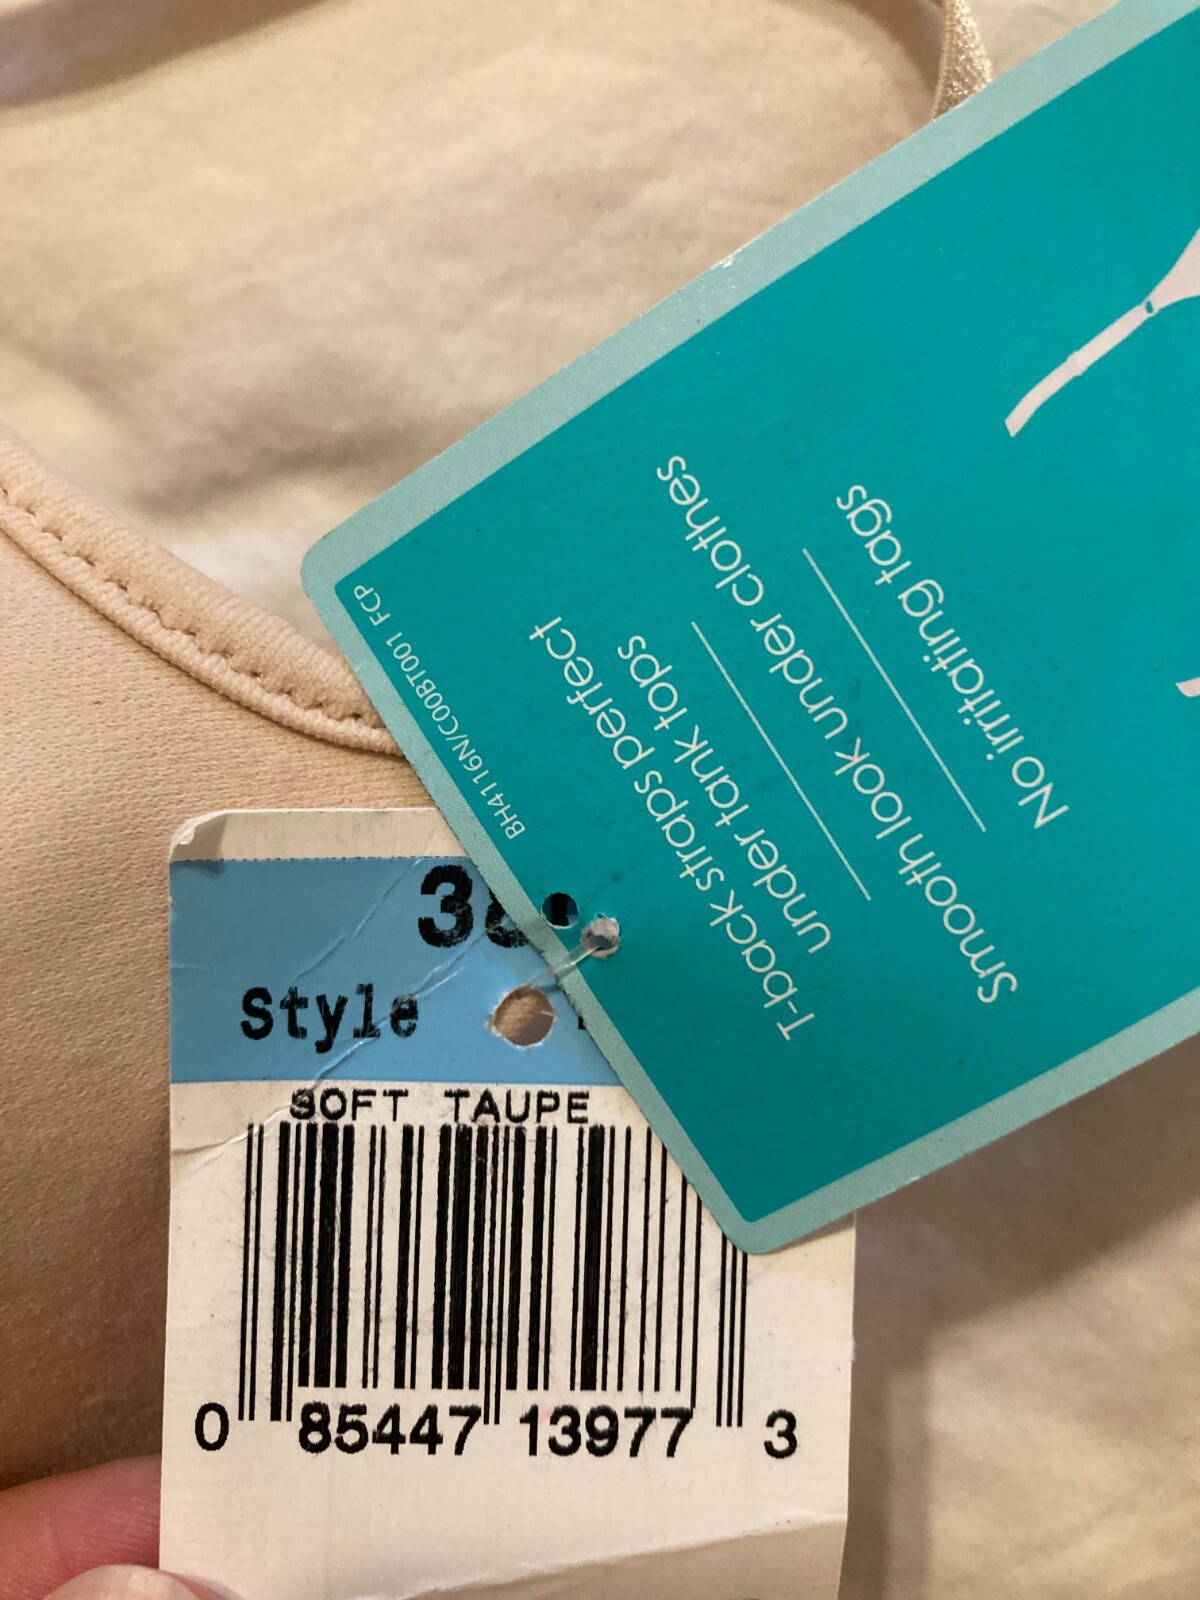 T-back straps perfect
under tank tops
Smooth look under clothes
No irritating tags
BH4116N/C00BT001 FCP
Style
SOFT TAUPE
0 85447 13977 3